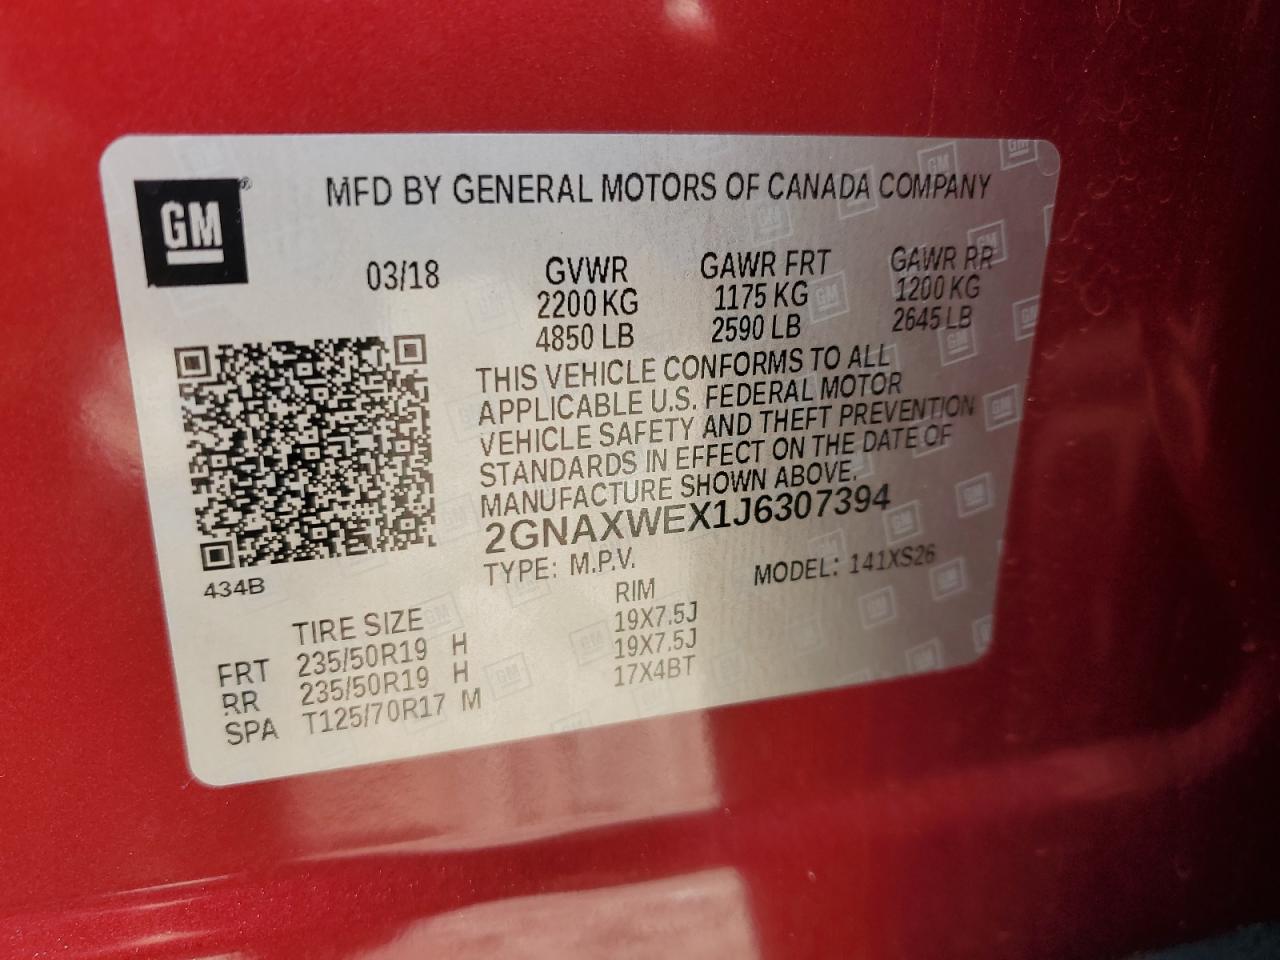 GM
MFD BY GENERAL MOTORS OF CANADA COMPANY
03/18
GVWR
2200 KG
4850 LB
GAWR FRT
1175 KG
2590 LB
GAWR RR
1200 KG
2645 LB
THIS VEHICLE CONFORMS TO ALL
APPLICABLE U.S. FEDERAL MOTOR
VEHICLE SAFETY AND THEFT PREVENTION
STANDARDS IN EFFECT ON THE DATE OF
MANUFACTURE SHOWN ABOVE.
2GNAXWEX1J6307394
TYPE: M.P.V. MODEL: 141XS26
434B
TIRE SIZE RIM
FRT 235/50R19 H 19X7.5J
RR 235/50R19 H 19X7.5J
SPA T125/70R17 M 17X4BT